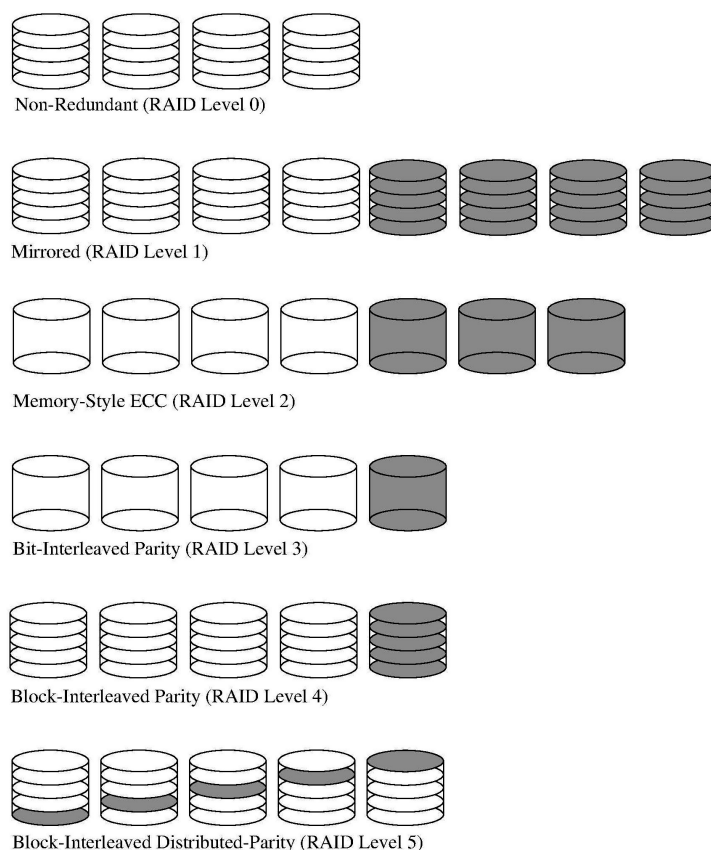 Non-Redundant (RAID Level 0)
Mirrored (RAID Level 1)
Memory-Style ECC (RAID Level 2)
Bit-Interleaved Parity (RAID Level 3)
Block-Interleaved Parity (RAID Level 4)
Block-Interleaved Distributed-Parity (RAID Level 5)